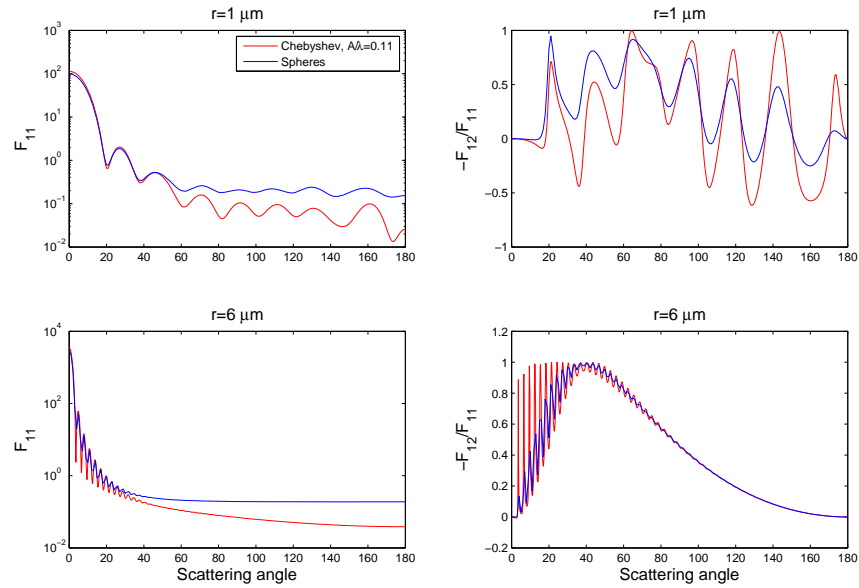 r=1 μm
F11
10^3
10^2
10^1
10^0
10^-1
10^-2
Chebyshev, A/λ=0.11
Spheres
0 20 40 60 80 100 120 140 160 180
r=1 μm
−F12/F11
1
0.5
0
−0.5
−1
0 20 40 60 80 100 120 140 160 180
r=6 μm
F11
10^4
10^2
10^0
10^-2
0 20 40 60 80 100 120 140 160 180
Scattering angle
r=6 μm
−F12/F11
1.2
1
0.8
0.6
0.4
0.2
0
−0.2
0 20 40 60 80 100 120 140 160 180
Scattering angle